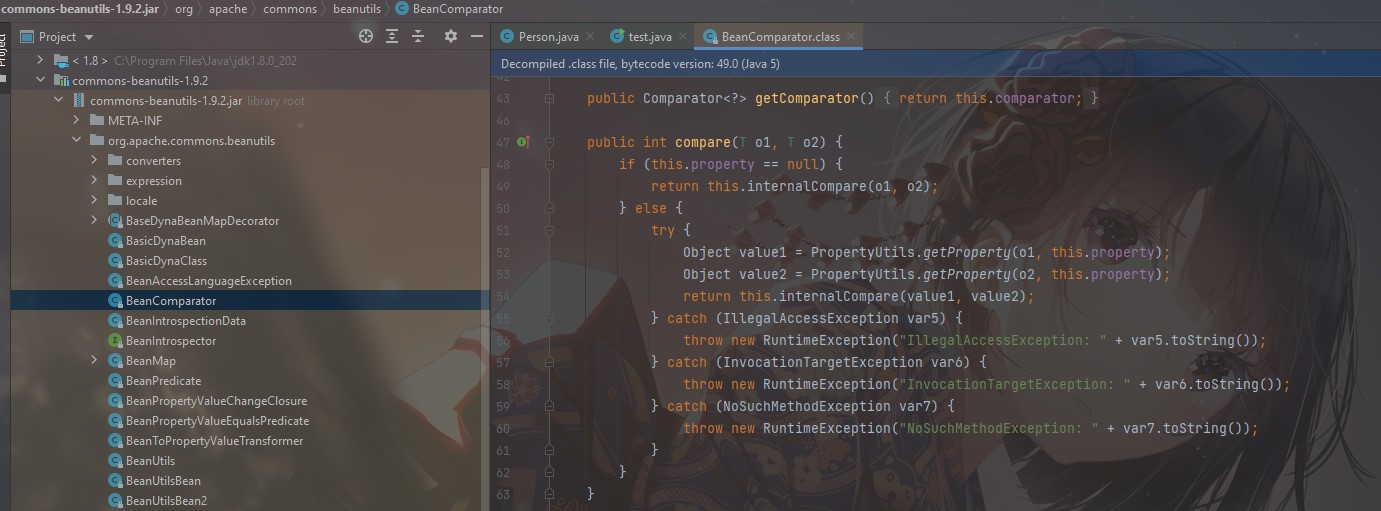 commons-beanutils-1.9.2.jar org apache commons beanutils BeanComparator
Project
Project
Person.java test.java BeanComparator.class
< 1.8 > C:\Program Files\Java\jdk1.8.0_202
commons-beanutils-1.9.2
commons-beanutils-1.9.2.jar library root
META-INF
org.apache.commons.beanutils
converters
expression
locale
BaseDynaBeanMapDecorator
BasicDynaBean
BasicDynaClass
BeanAccessLanguageException
BeanComparator
BeanIntrospectionData
BeanIntrospector
BeanMap
BeanPredicate
BeanPropertyValueChangeClosure
BeanPropertyValueEqualsPredicate
BeanToPropertyValueTransformer
BeanUtils
BeanUtilsBean
BeanUtilsBean2
Decompiled .class file, bytecode version: 49.0 (Java 5)
42
43 public Comparator<?> getComparator() { return this.comparator; }
46
47 public int compare(T o1, T o2) {
48 if (this.property == null) {
49 return this.internalCompare(o1, o2);
50 } else {
51 try {
52 Object value1 = PropertyUtils.getProperty(o1, this.property);
53 Object value2 = PropertyUtils.getProperty(o2, this.property);
54 return this.internalCompare(value1, value2);
55 } catch (IllegalAccessException var5) {
56 throw new RuntimeException("IllegalAccessException: " + var5.toString());
57 } catch (InvocationTargetException var6) {
58 throw new RuntimeException("InvocationTargetException: " + var6.toString());
59 } catch (NoSuchMethodException var7) {
60 throw new RuntimeException("NoSuchMethodException: " + var7.toString());
61 }
62 }
63 }